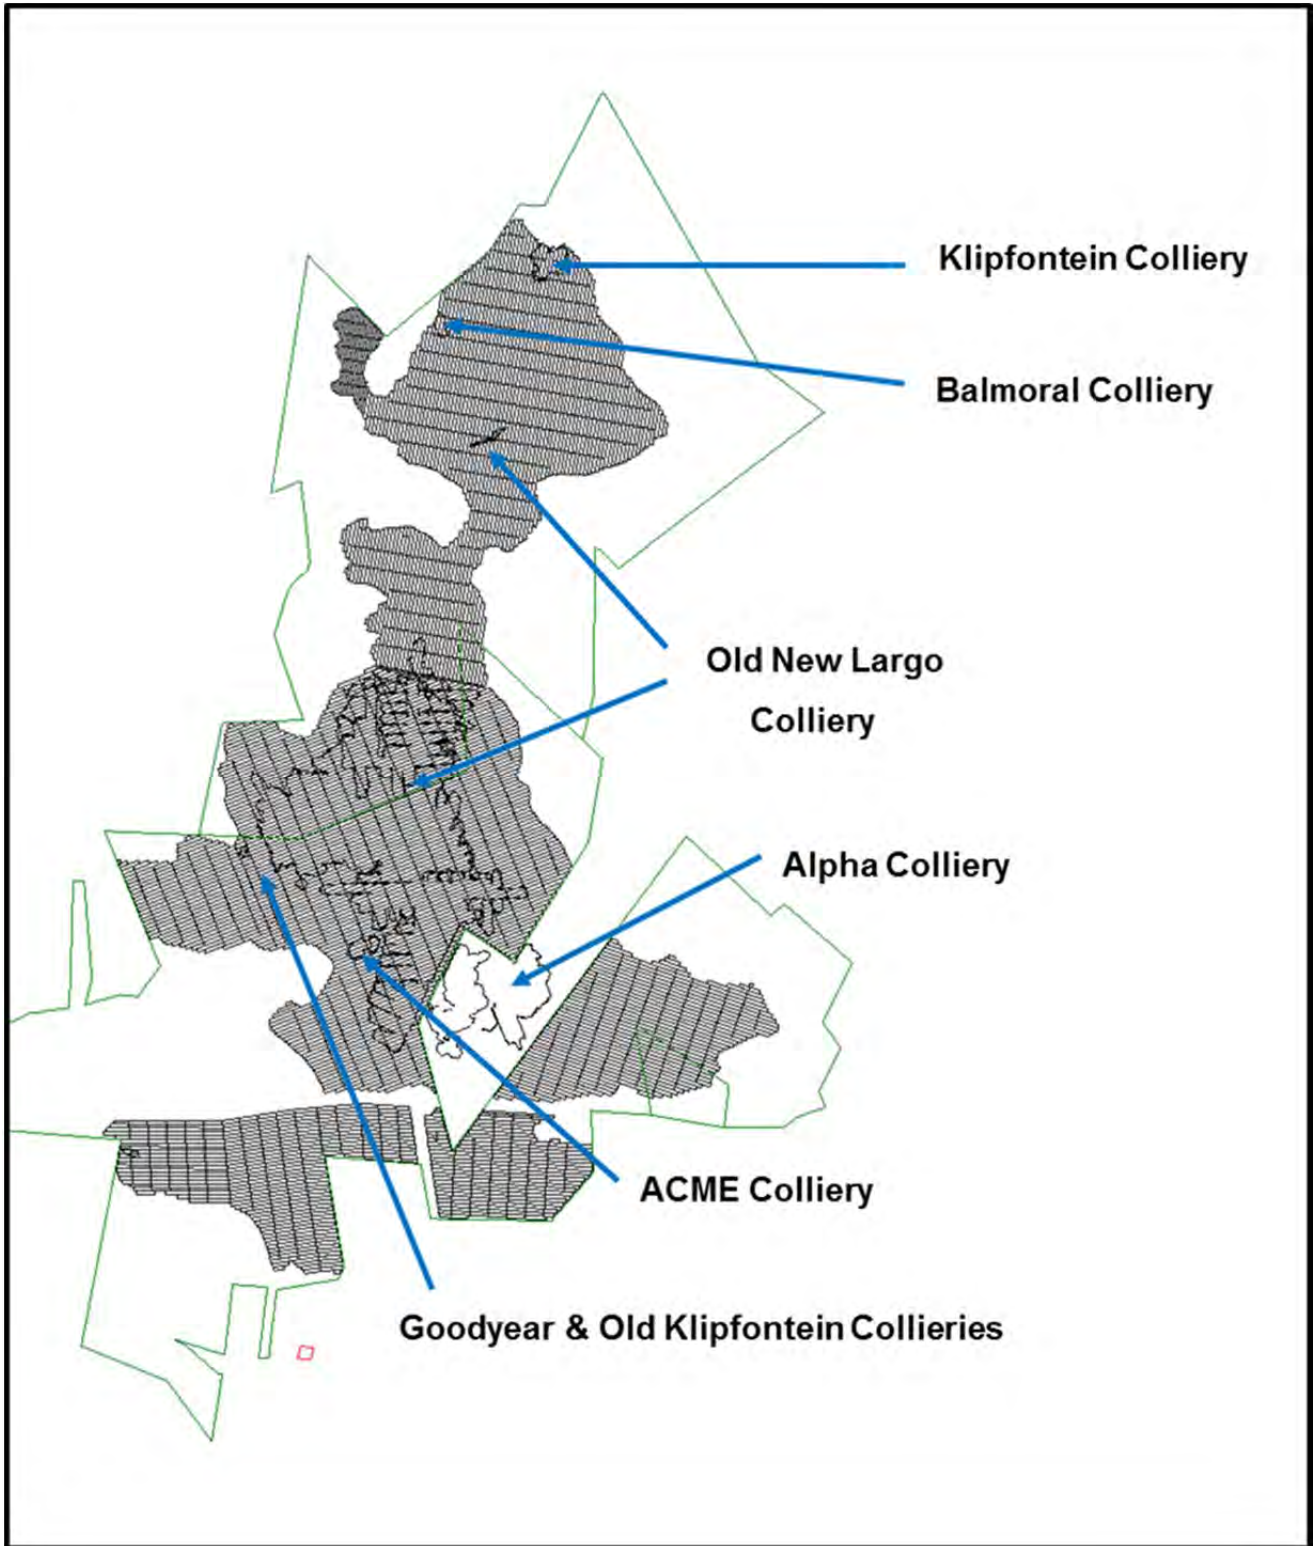 Klipfontein Colliery
Balmoral Colliery
Old New Largo
Colliery
Alpha Colliery
ACME Colliery
Goodyear & Old Klipfontein Collieries